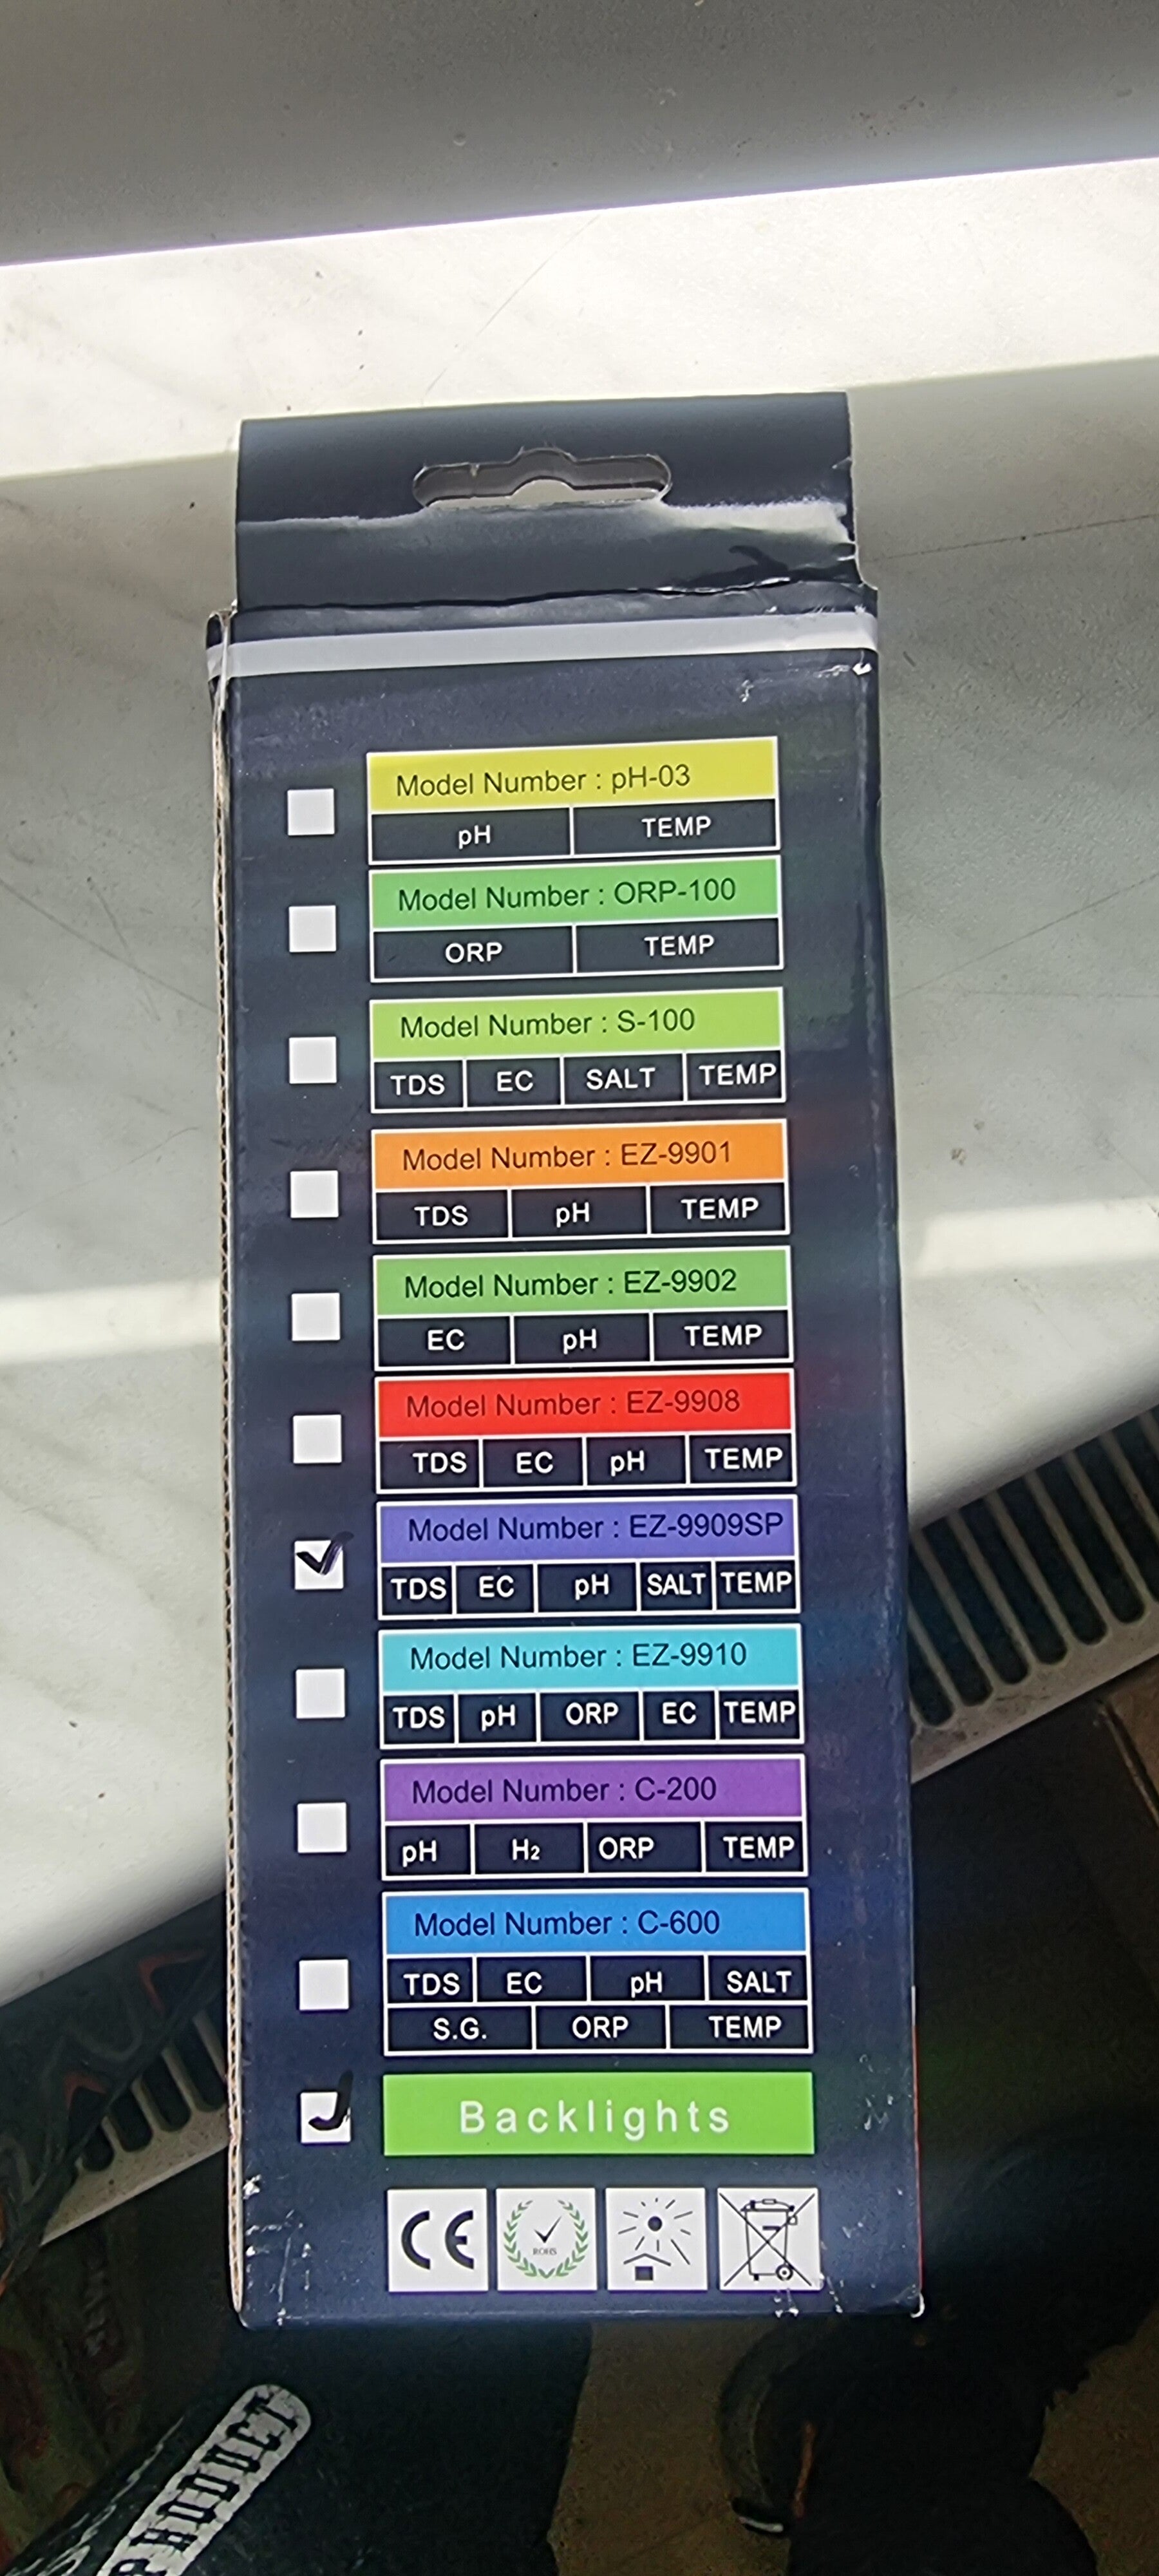 Model Number : pH-03
pH TEMP
Model Number : ORP-100
ORP TEMP
Model Number : S-100
TDS EC SALT TEMP
Model Number : EZ-9901
TDS pH TEMP
Model Number : EZ-9902
EC pH TEMP
Model Number : EZ-9908
TDS EC pH TEMP
Model Number : EZ-9909SP
TDS EC pH SALT TEMP
Model Number : EZ-9910
TDS pH ORP EC TEMP
Model Number : C-200
pH H₂ ORP TEMP
Model Number : C-600
TDS EC pH SALT
S.G. ORP TEMP
Backlights
CE ROHS
PRODUCT